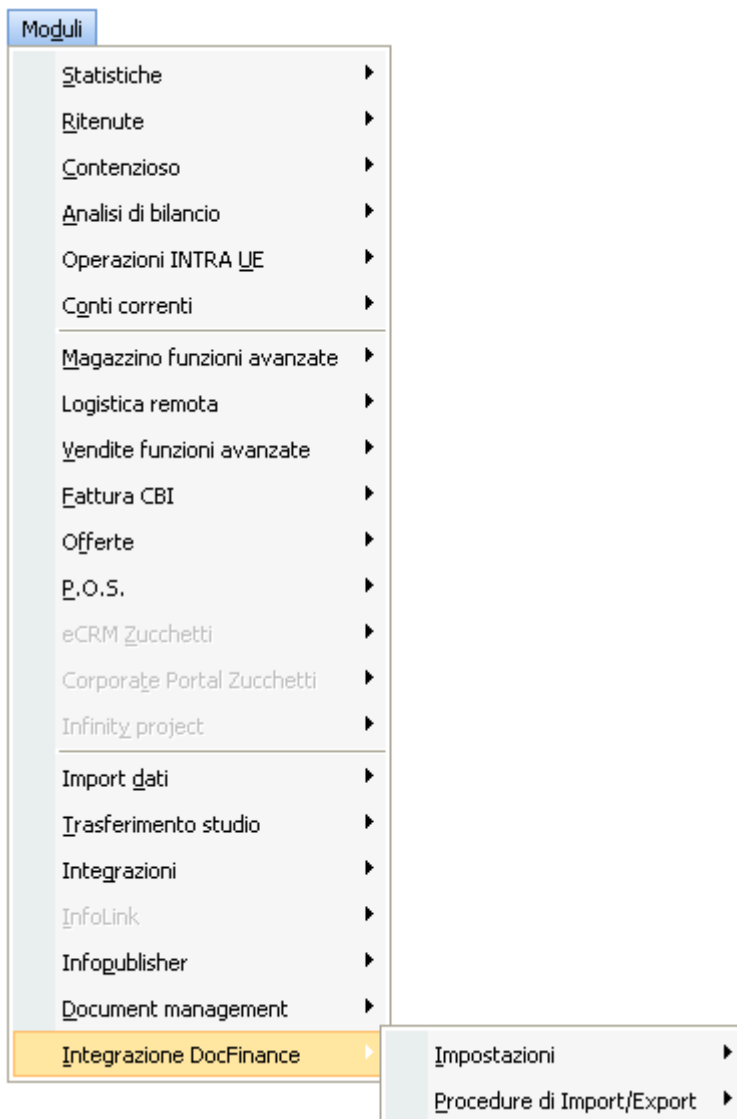 Moduli
Statistiche
Ritenute
Contenzioso
Analisi di bilancio
Operazioni INTRA UE
Conti correnti
Magazzino funzioni avanzate
Logistica remota
Vendite funzioni avanzate
Fattura CBI
Offerte
P.O.S.
eCRM Zucchetti
Corporate Portal Zucchetti
Infinity project
Import dati
Trasferimento studio
Integrazioni
InfoLink
Infopublisher
Document management
Integrazione DocFinance
Impostazioni
Procedure di Import/Export